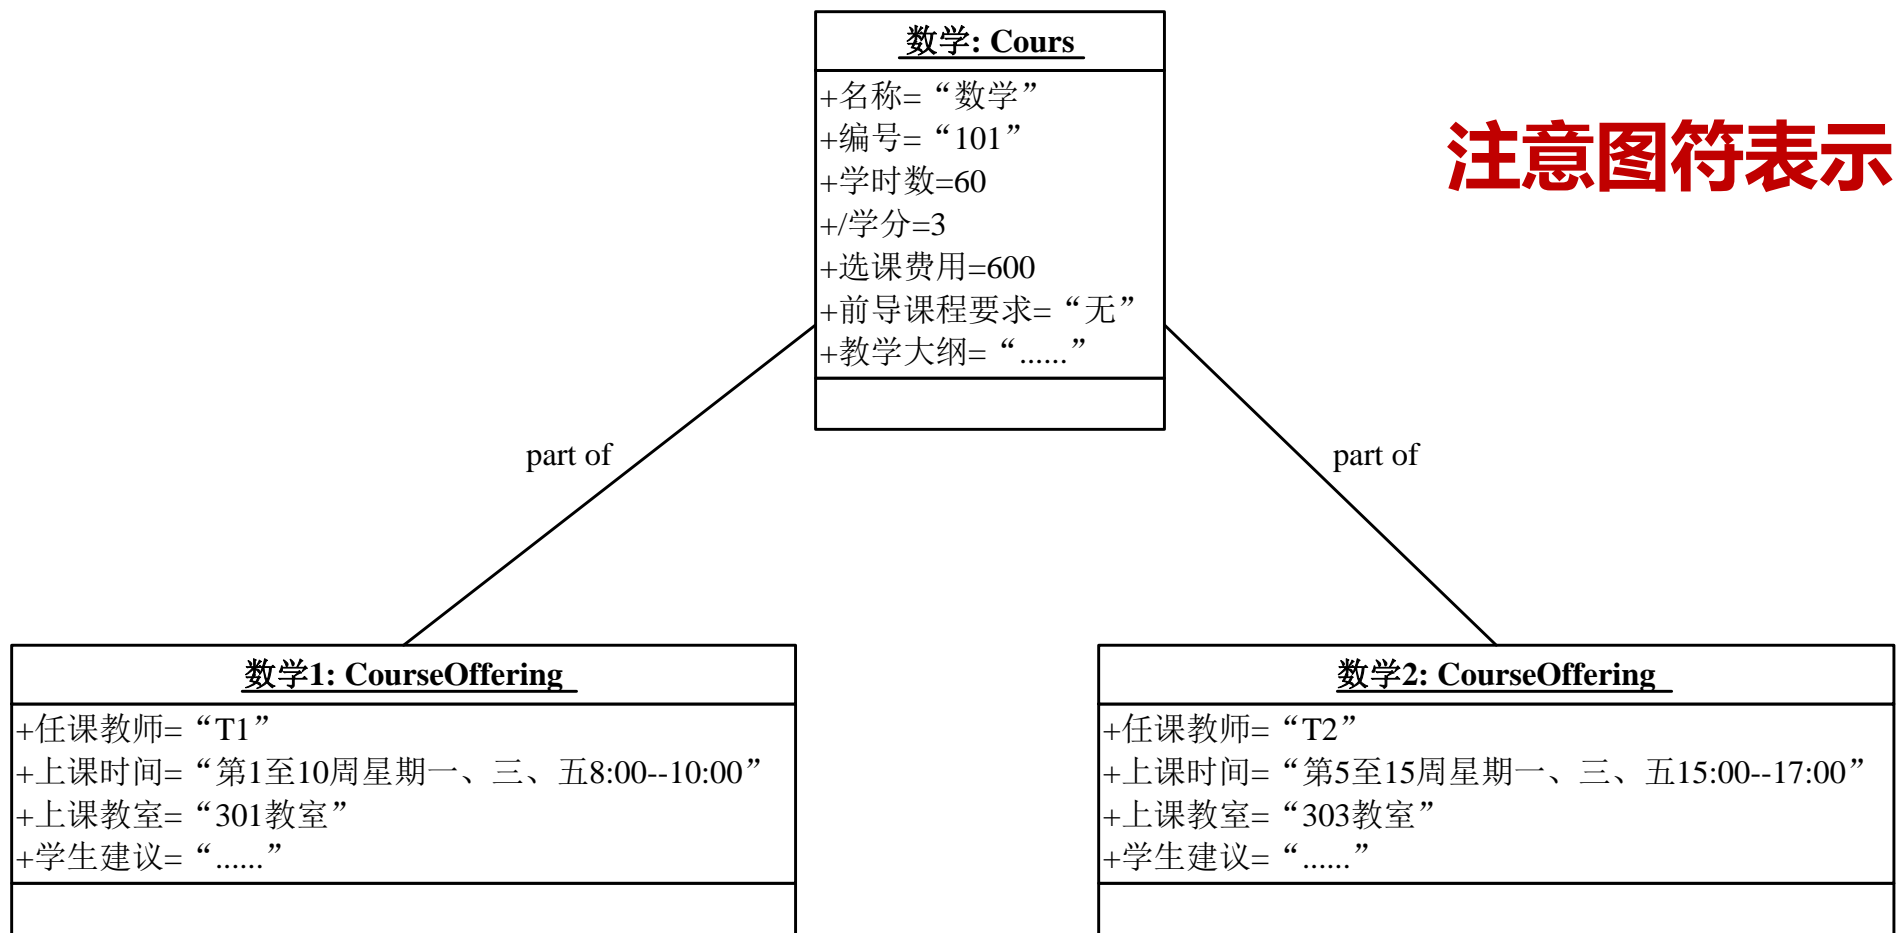 数学: Cours
+名称=“数学”
+编号=“101”
+学时数=60
+/学分=3
+选课费用=600
+前导课程要求=“无”
+教学大纲=“......”
注意图符表示
part of
part of
数学1: CourseOffering
+任课教师=“T1”
+上课时间=“第1至10周星期一、三、五8:00--10:00”
+上课教室=“301教室”
+学生建议=“......”
数学2: CourseOffering
+任课教师=“T2”
+上课时间=“第5至15周星期一、三、五15:00--17:00”
+上课教室=“303教室”
+学生建议=“......”